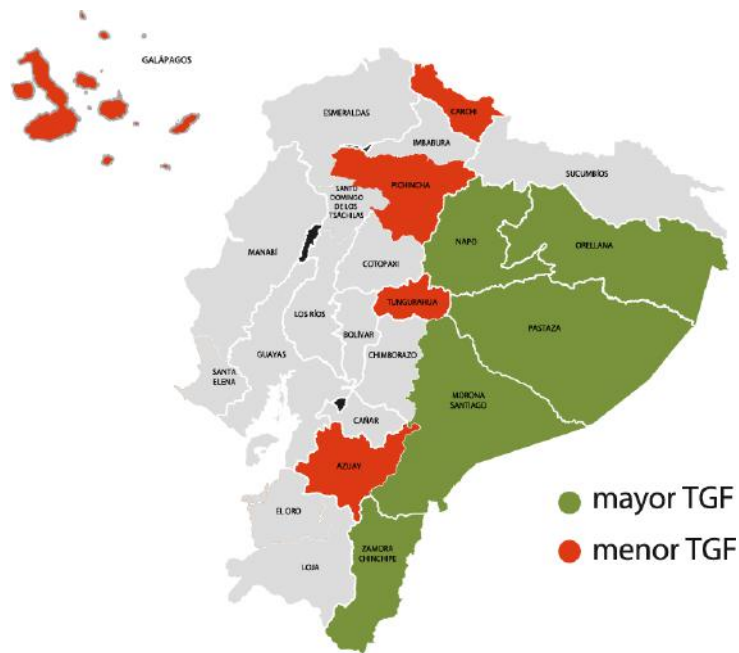 GALÁPAGOS
ESMERALDAS
CARCHI
IMBABURA
SUCUMBÍOS
PICHINCHA
SANTO
DOMINGO
DE LOS
TSÁCHILAS
NAPO
ORELLANA
MANABÍ
COTOPAXI
TUNGURAHUA
LOS RÍOS
PASTAZA
BOLÍVAR
GUAYAS
CHIMBORAZO
SANTA
ELENA
MORONA
SANTIAGO
CAÑAR
AZUAY
EL ORO
ZAMORA
CHINCHIPE
LOJA
mayor TGF
menor TGF